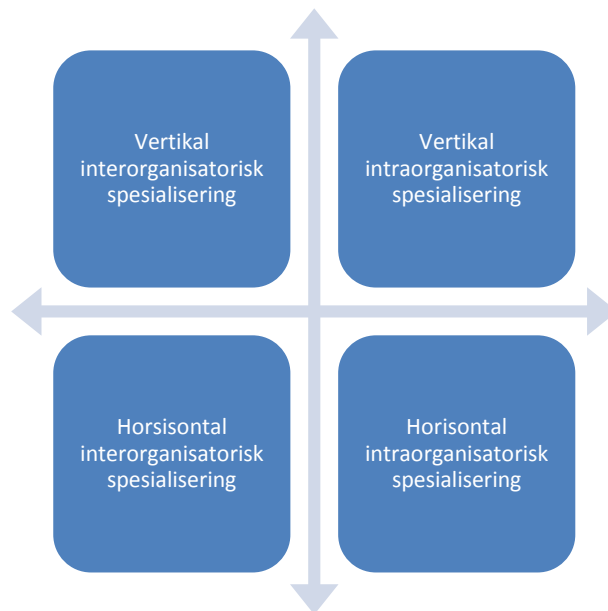 Vertikal
interorganisatorisk
spesialisering
Vertikal
intraorganisatorisk
spesialisering
Horsisontal
interorganisatorisk
spesialisering
Horisontal
intraorganisatorisk
spesialisering